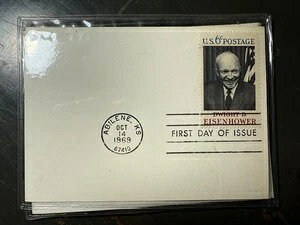 U.S. 6¢ POSTAGE
DWIGHT D.
EISENHOWER
ABILENE, KS
OCT
14
1969
67410
FIRST DAY OF ISSUE